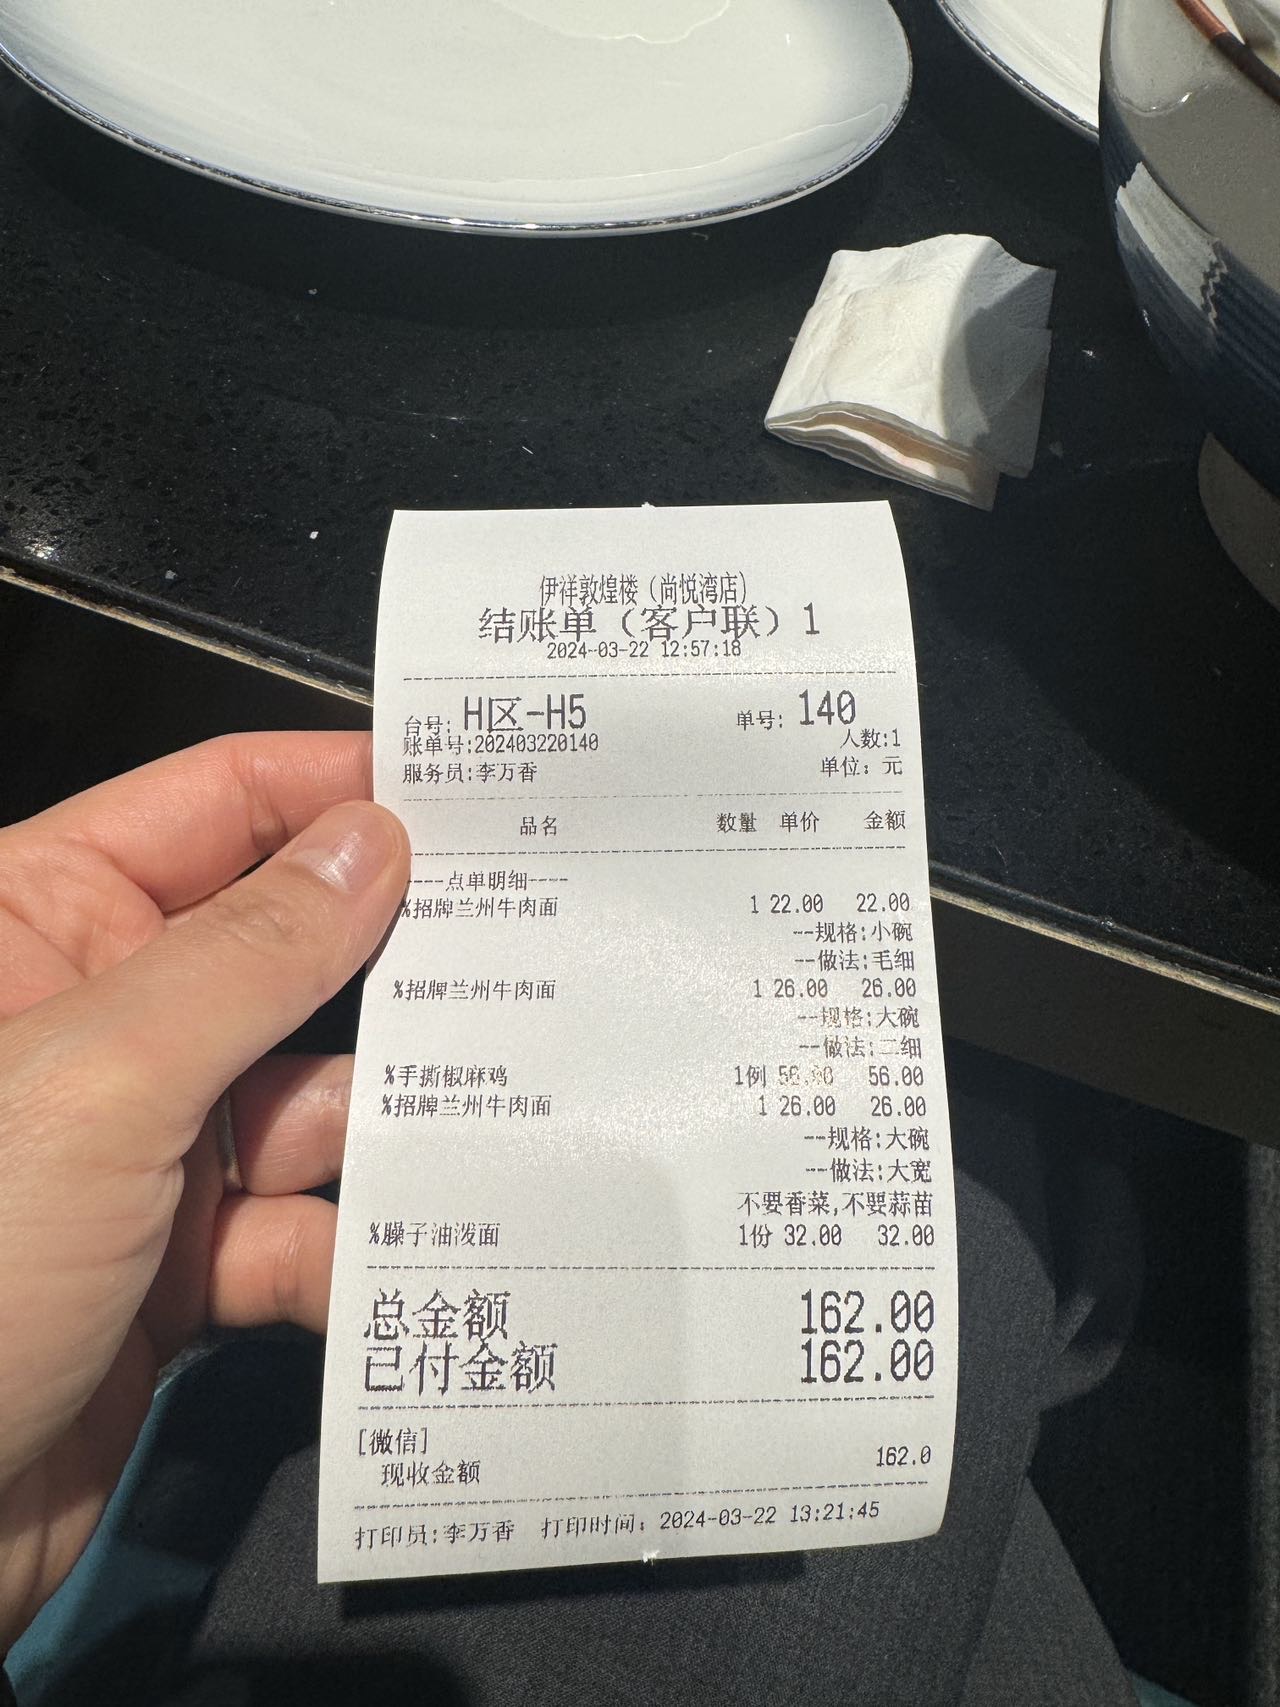 伊祥敦煌楼（尚悦湾店）
结账单（客户联）1
2024-03-22 12:57:18
台号: H区-H5 单号: 140
账单号:202403220140 人数:1
服务员:李万香 单位: 元
品名 数量 单价 金额
----点单明细----
%招牌兰州牛肉面 1 22.00 22.00
--规格:小碗
--做法:毛细
%招牌兰州牛肉面 1 26.00 26.00
--规格:大碗
--做法:二细
%手撕椒麻鸡 1例 56.00 56.00
%招牌兰州牛肉面 1 26.00 26.00
--规格:大碗
--做法:大宽
不要香菜,不要蒜苗
%臊子油泼面 1份 32.00 32.00
总金额 162.00
已付金额 162.00
[微信]
现收金额 162.0
打印员:李万香 打印时间: 2024-03-22 13:21:45